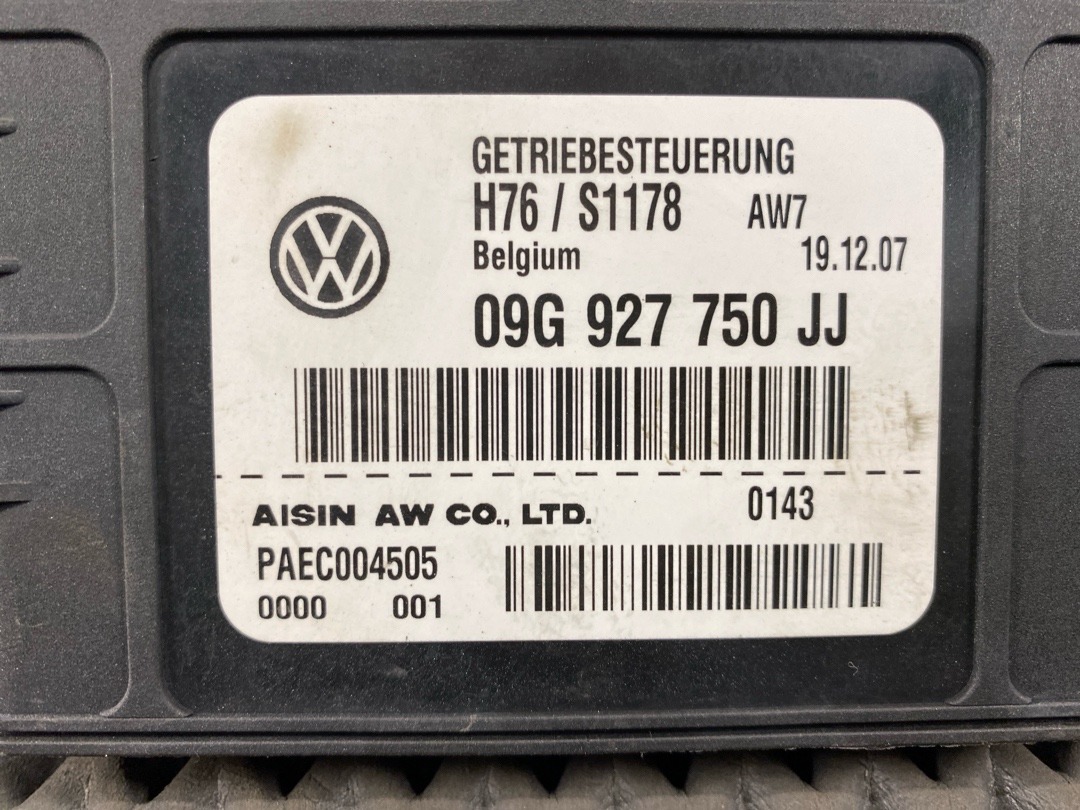 GETRIEBESTEUERUNG
H76 / S1178 AW7
Belgium 19.12.07
09G 927 750 JJ
AISIN AW CO., LTD. 0143
PAEC004505
0000 001